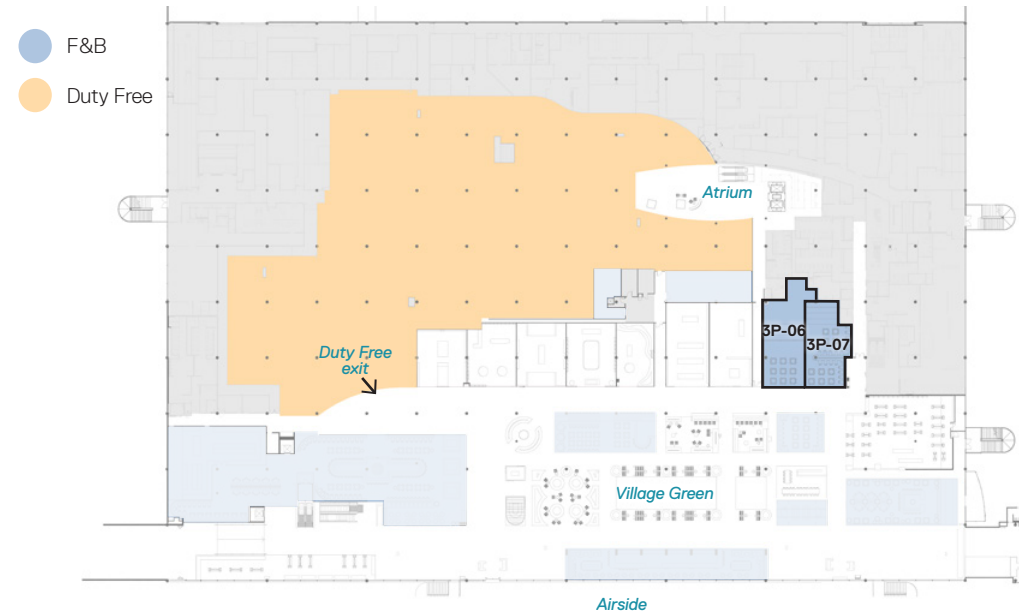 F&B
Duty Free
Atrium
3P-06
3P-07
Duty Free
exit
Village Green
Airside